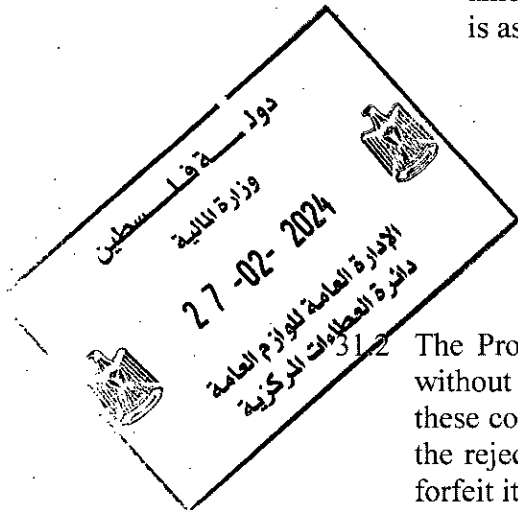 is as
دولـــة فلـــسطين
وزارة المالية
27-02-2024
الإدارة العامة للوازم العامة
دائرة العطاءات المركزية
31.2 The Pro
without
these co
the rejec
forfeit it